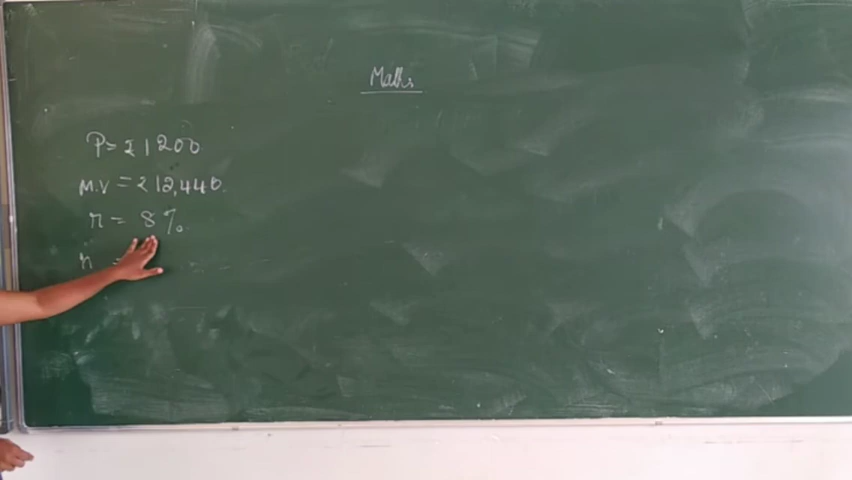 Maths
P = ₹1200
M.V = ₹12,440.
r = 8%.
n =